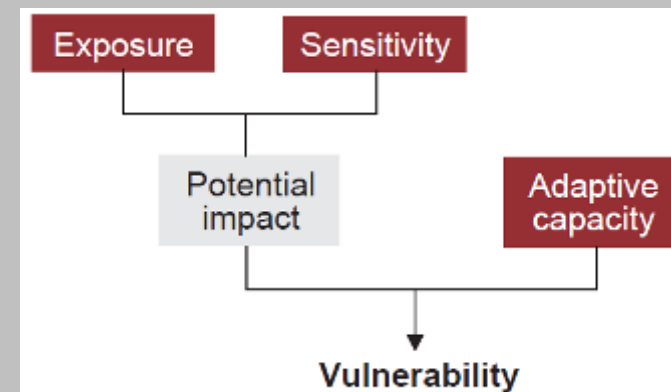 Exposure
Sensitivity
Potential
impact
Adaptive
capacity
Vulnerability